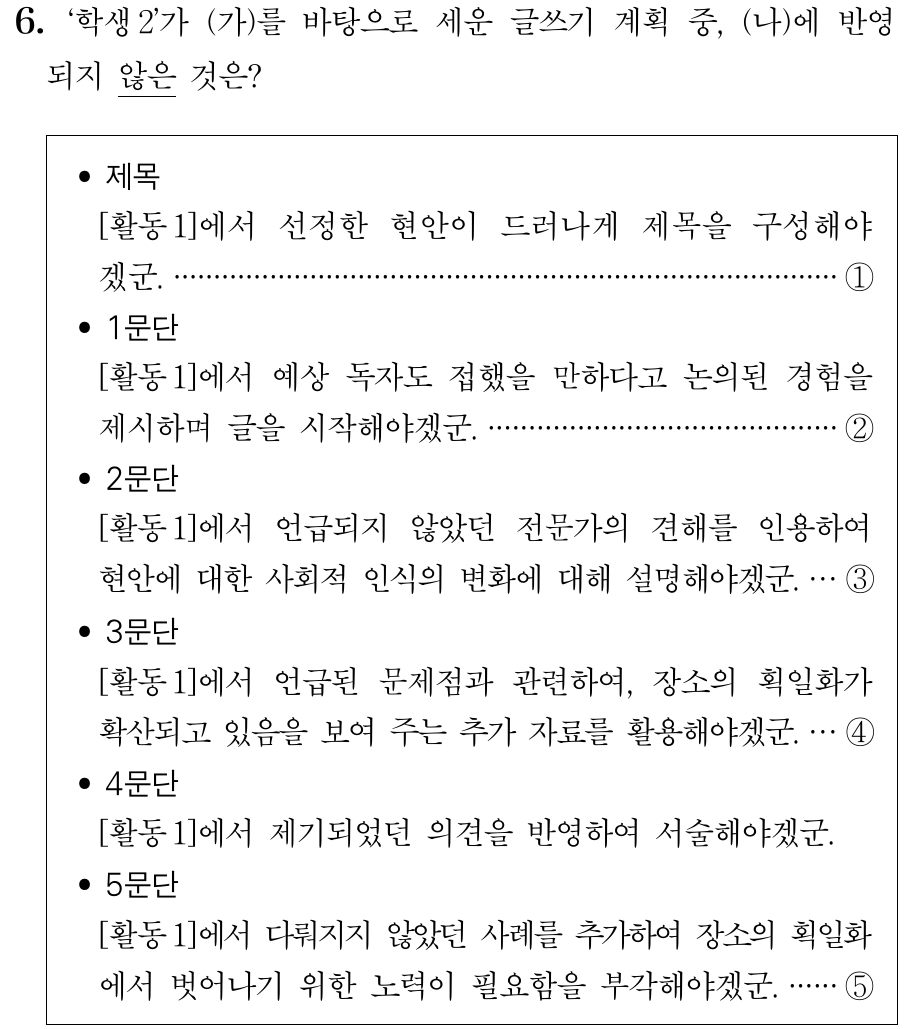 6. ‘학생 2’가 (가)를 바탕으로 세운 글쓰기 계획 중, (나)에 반영
되지 않은 것은?
• 제목
[활동 1]에서 선정한 현안이 드러나게 제목을 구성해야
겠군. ································································ ①
• 1문단
[활동 1]에서 예상 독자도 접했을 만하다고 논의된 경험을
제시하며 글을 시작해야겠군. ·········································· ②
• 2문단
[활동 1]에서 언급되지 않았던 전문가의 견해를 인용하여
현안에 대한 사회적 인식의 변화에 대해 설명해야겠군. ··· ③
• 3문단
[활동 1]에서 언급된 문제점과 관련하여, 장소의 획일화가
확산되고 있음을 보여 주는 추가 자료를 활용해야겠군. ··· ④
• 4문단
[활동 1]에서 제기되었던 의견을 반영하여 서술해야겠군.
• 5문단
[활동 1]에서 다뤄지지 않았던 사례를 추가하여 장소의 획일화
에서 벗어나기 위한 노력이 필요함을 부각해야겠군. ······ ⑤